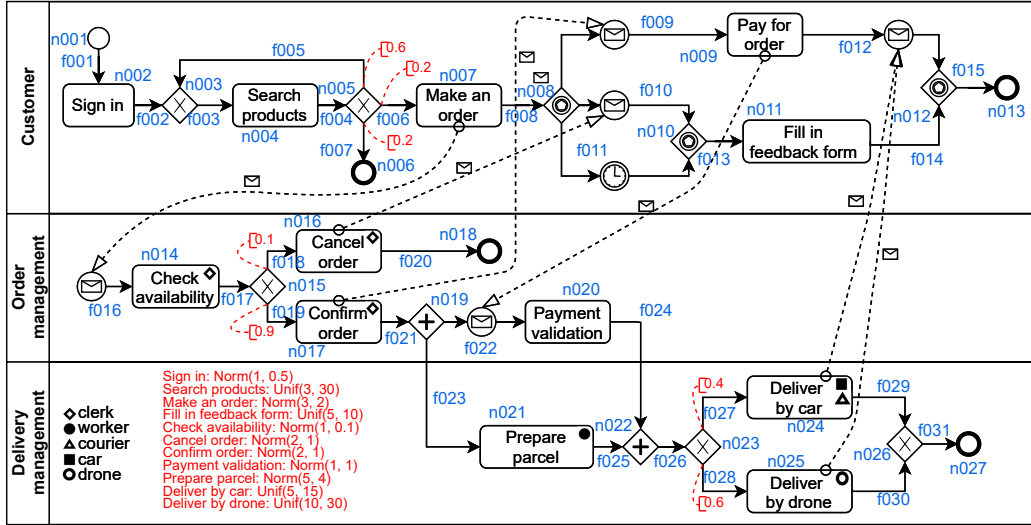 Customer
n001
f001
n002
Sign in
f002
n003
f003
f005
Search
products
n004
n005
f004
0.6
0.2
0.2
f006
f007
n006
n007
Make an
order
f008
n008
f009
f010
f011
n009
Pay for
order
n010
f013
n011
Fill in
feedback form
f012
n012
f014
f015
n013
Order
management
f016
n014
Check
availability
f017
0.1
0.9
n015
f018
f019
n016
Cancel
order
f020
n018
Confirm
order
n017
f021
n019
f022
n020
Payment
validation
f024
f023
Delivery
management
clerk
worker
courier
car
drone
Sign in: Norm(1, 0.5)
Search products: Unif(3, 30)
Make an order: Norm(3, 2)
Fill in feedback form: Unif(5, 10)
Check availability: Norm(1, 0.1)
Cancel order: Norm(2, 1)
Confirm order: Norm(2, 1)
Payment validation: Norm(1, 1)
Prepare parcel: Norm(5, 4)
Deliver by car: Unif(5, 15)
Deliver by drone: Unif(10, 30)
n021
Prepare
parcel
n022
f025
f026
0.4
0.6
n023
f027
f028
Deliver
by car
n024
n025
Deliver
by drone
f029
f030
n026
f031
n027